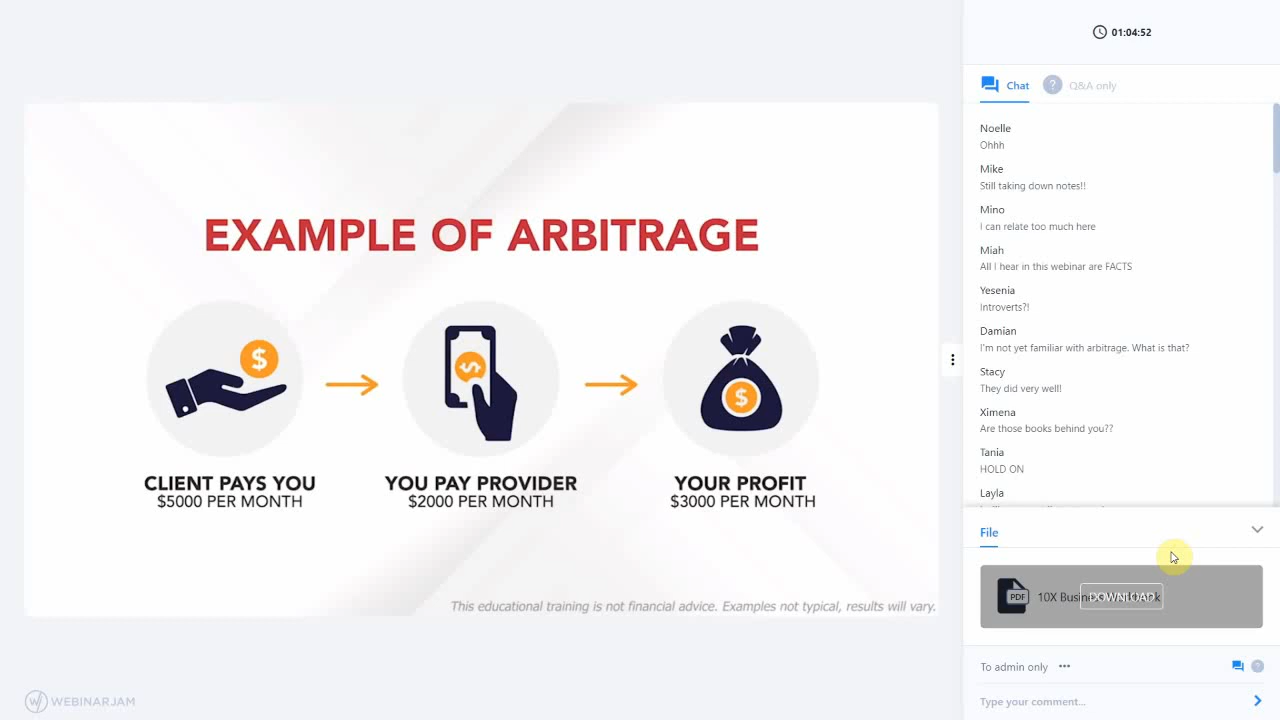 01:04:52
Chat
? Q&A only
EXAMPLE OF ARBITRAGE
$
$
$
CLIENT PAYS YOU
$5000 PER MONTH
YOU PAY PROVIDER
$2000 PER MONTH
YOUR PROFIT
$3000 PER MONTH
This educational training is not financial advice. Examples not typical, results will vary.
WEBINARJAM
Noelle
Ohhh
Mike
Still taking down notes!!
Mino
I can relate too much here
Miah
All I hear in this webinar are FACTS
Yesenia
Introverts?!
Damian
I'm not yet familiar with arbitrage. What is that?
Stacy
They did very well!
Ximena
Are those books behind you??
Tania
HOLD ON
Layla
File
PDF
10X
DOWNLOAD
To admin only
?
Type your comment...